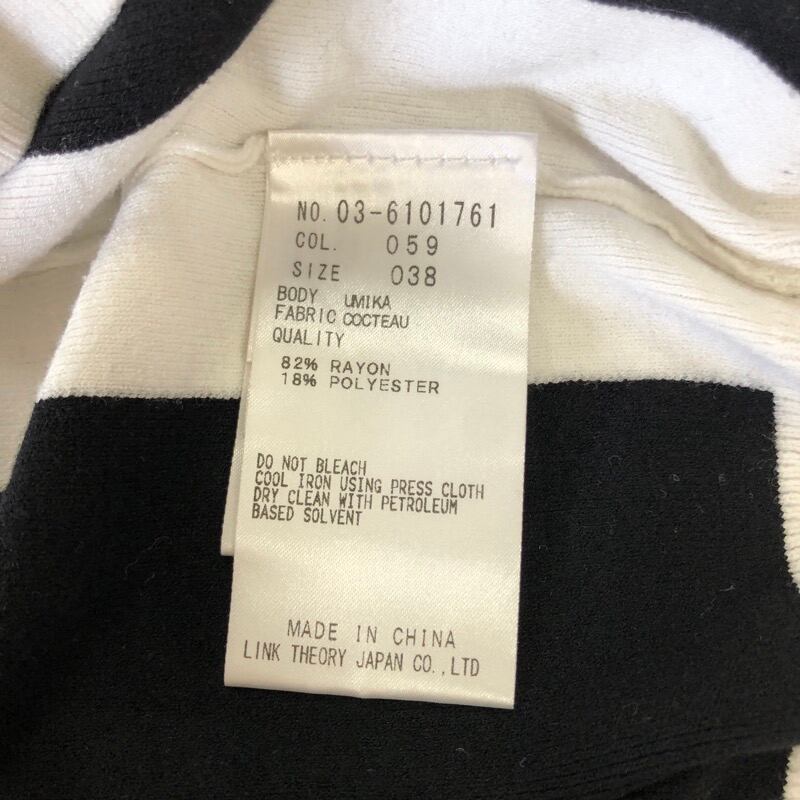 NO. 03-6101761
COL. 059
SIZE 038
BODY UMIKA
FABRIC COCTEAU
QUALITY
82% RAYON
18% POLYESTER
DO NOT BLEACH
COOL IRON USING PRESS CLOTH
DRY CLEAN WITH PETROLEUM
BASED SOLVENT
MADE IN CHINA
LINK THEORY JAPAN CO.,LTD